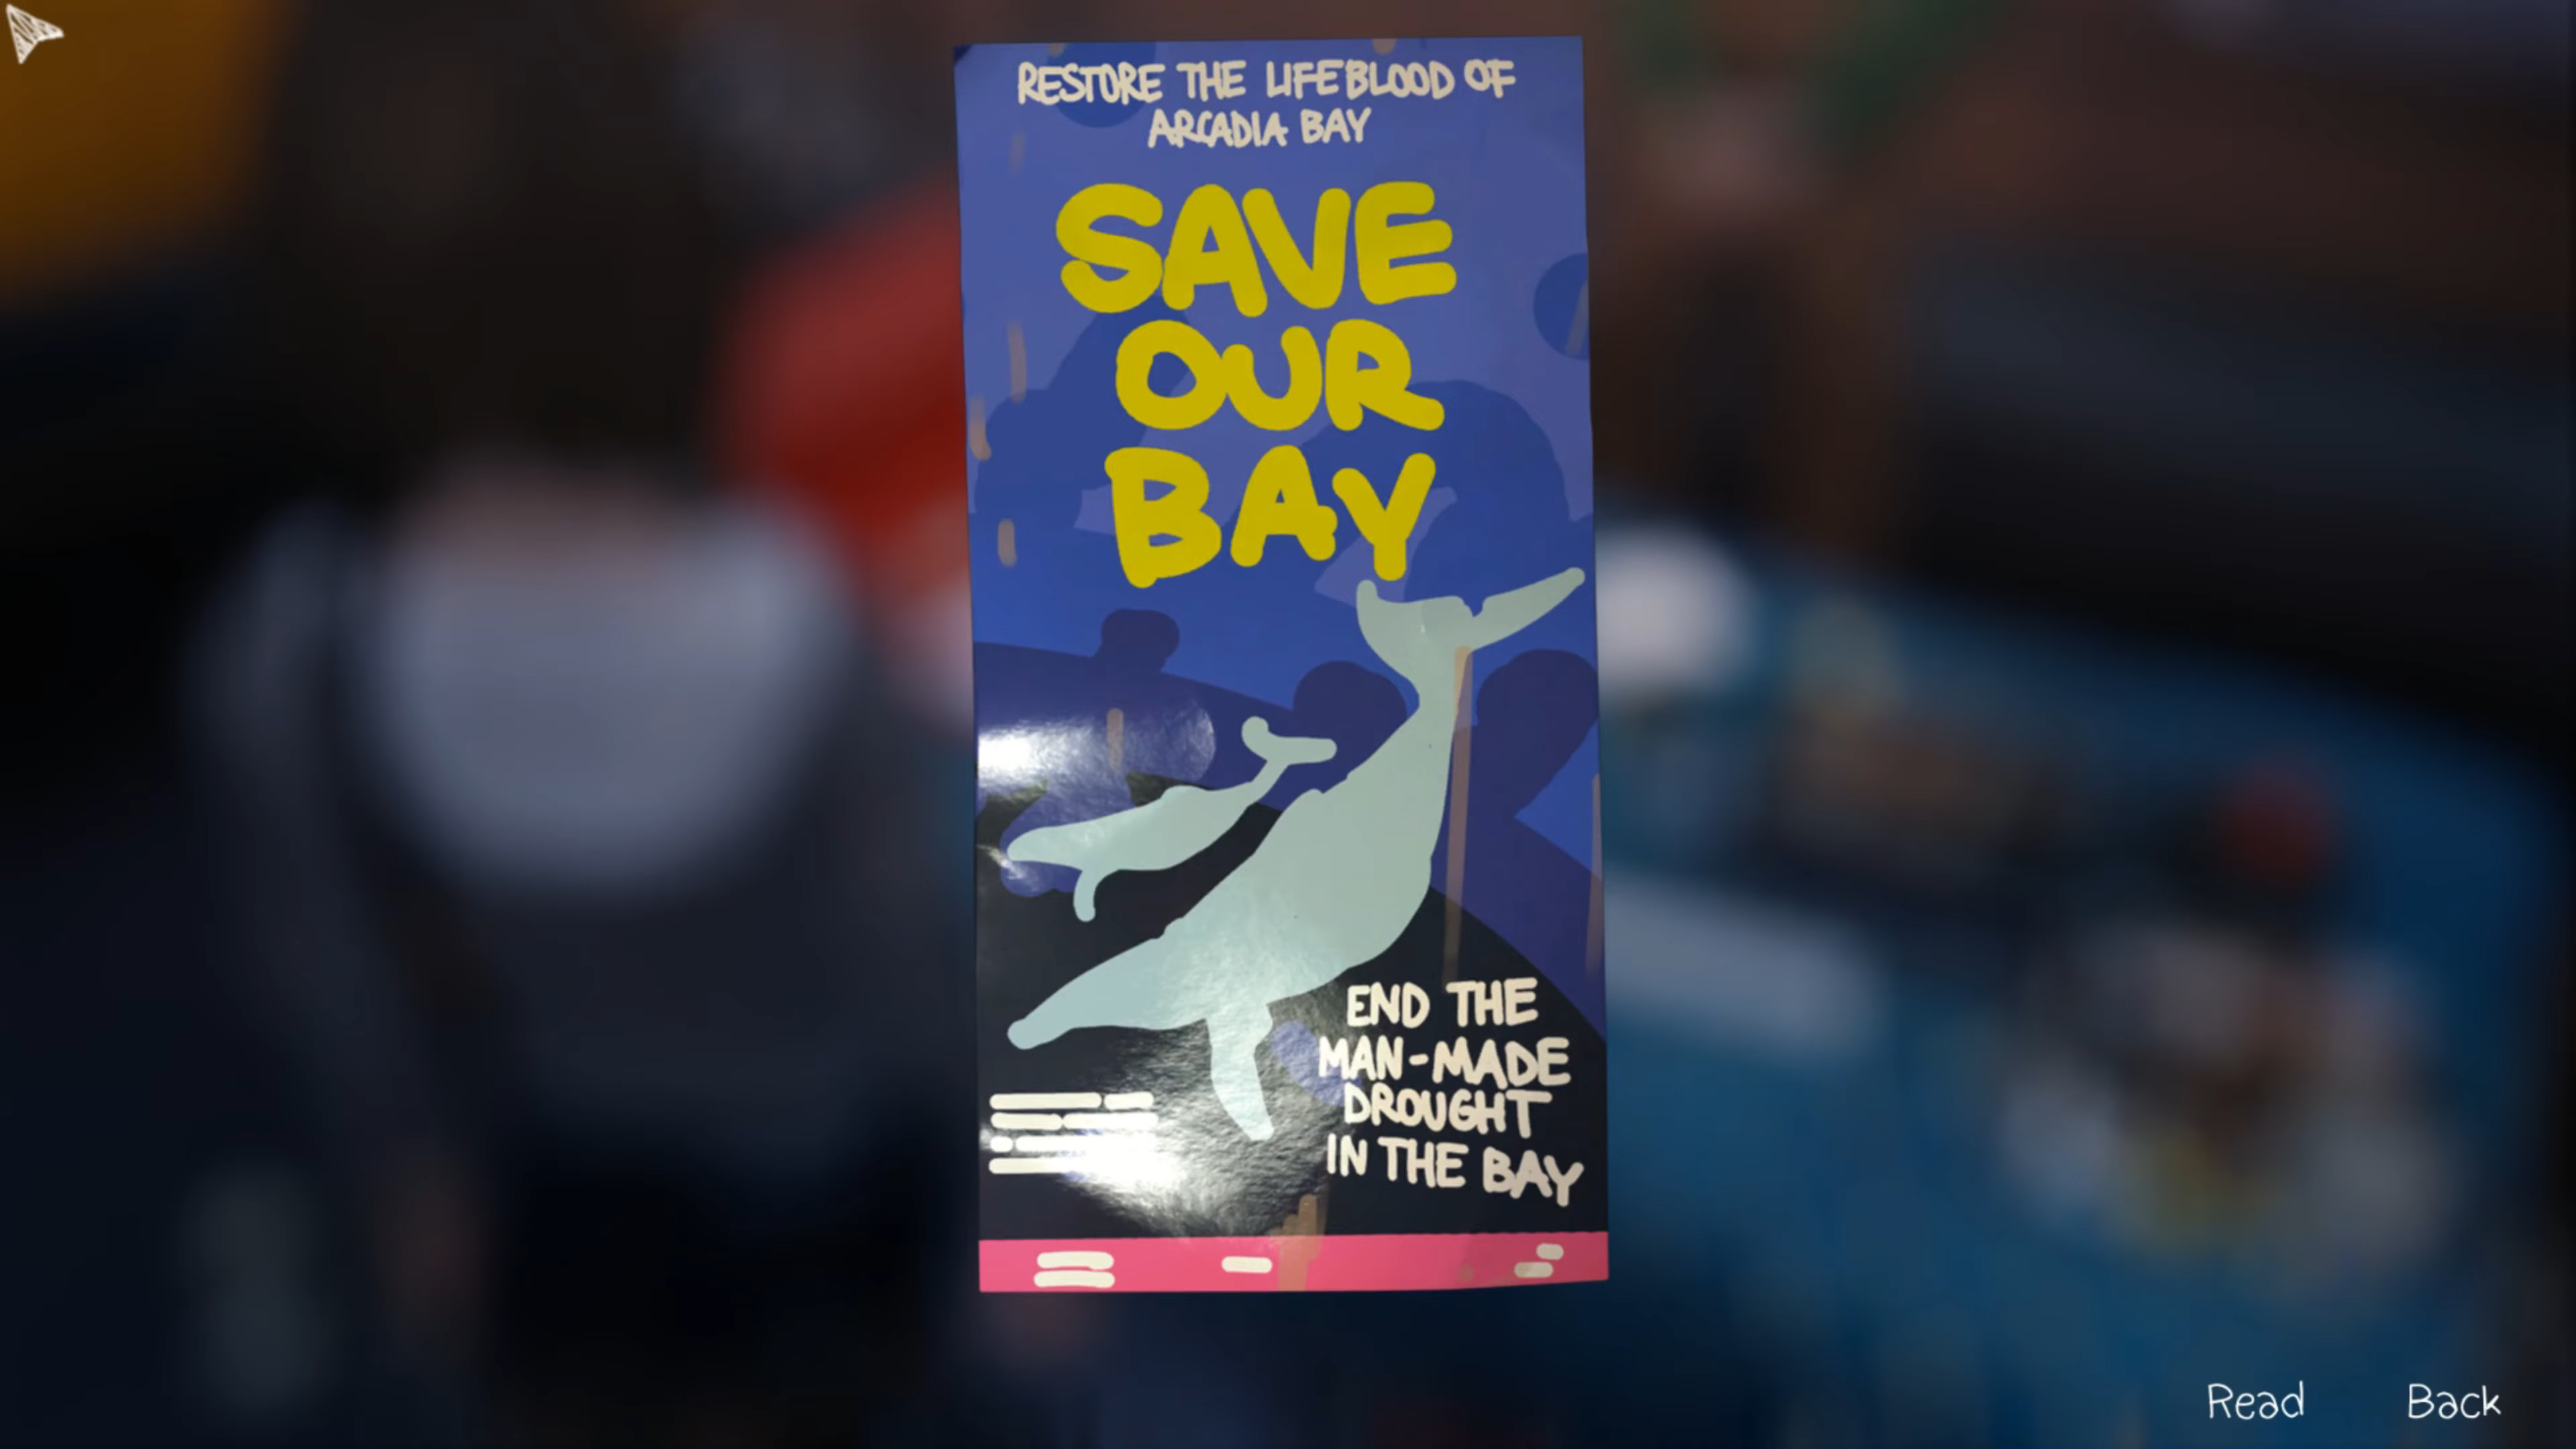 RESTORE THE LIFEBLOOD OF
ARCADIA BAY
SAVE
OUR
BAY
END THE
MAN-MADE
DROUGHT
IN THE BAY
Read Back